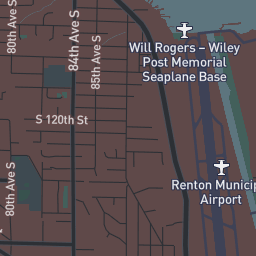 80th Ave S
84th Ave S
85th Ave S
Will Rogers – Wiley
Post Memorial
Seaplane Base
S 120th St
80th Ave S
Renton Municip
Airport